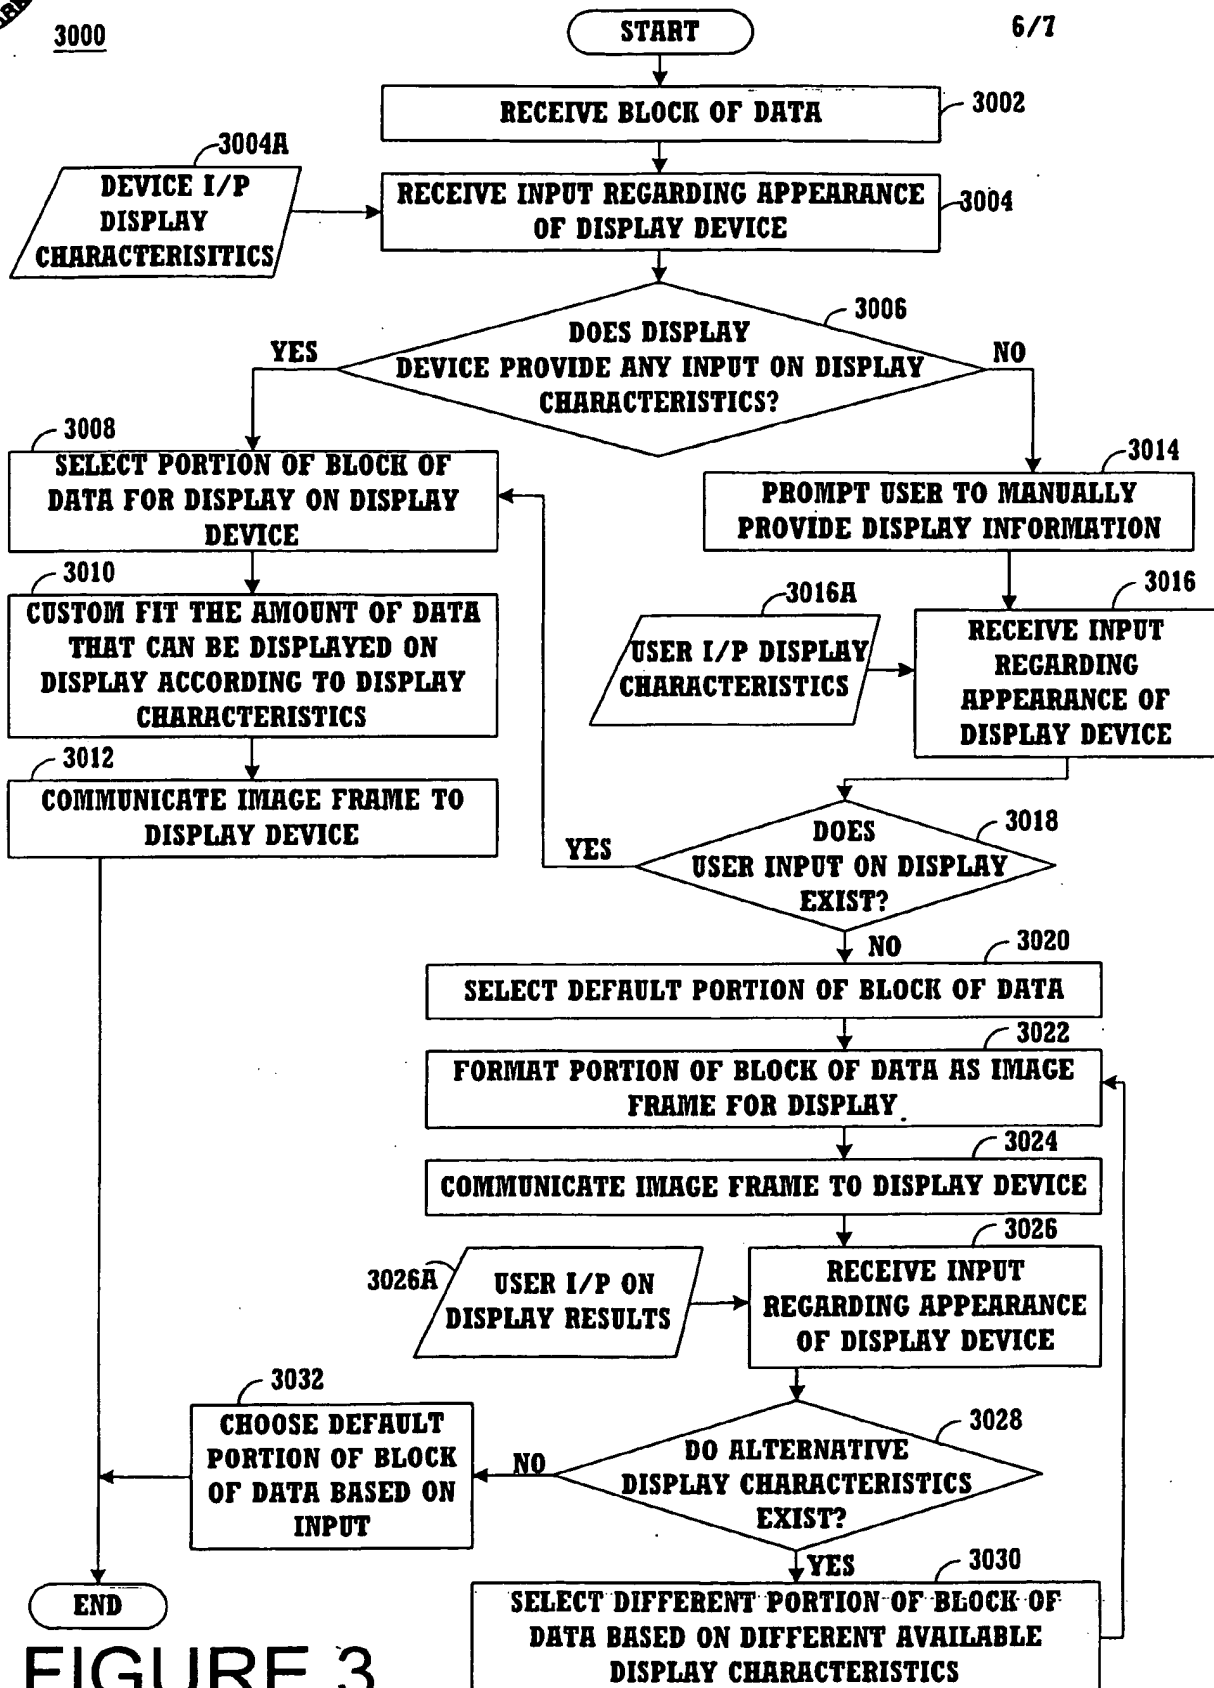 3000
START
6/7
RECEIVE BLOCK OF DATA
3002
3004A
DEVICE I/P
DISPLAY
CHARACTERISITICS
RECEIVE INPUT REGARDING APPEARANCE
OF DISPLAY DEVICE
3004
3006
DOES DISPLAY
DEVICE PROVIDE ANY INPUT ON DISPLAY
CHARACTERISTICS?
YES
NO
3008
SELECT PORTION OF BLOCK OF
DATA FOR DISPLAY ON DISPLAY
DEVICE
3014
PROMPT USER TO MANUALLY
PROVIDE DISPLAY INFORMATION
3010
CUSTOM FIT THE AMOUNT OF DATA
THAT CAN BE DISPLAYED ON
DISPLAY ACCORDING TO DISPLAY
CHARACTERISTICS
3016A
USER I/P DISPLAY
CHARACTERISTICS
3016
RECEIVE INPUT
REGARDING
APPEARANCE OF
DISPLAY DEVICE
3012
COMMUNICATE IMAGE FRAME TO
DISPLAY DEVICE
3018
DOES
USER INPUT ON DISPLAY
EXIST?
YES
NO
3020
SELECT DEFAULT PORTION OF BLOCK OF DATA
3022
FORMAT PORTION OF BLOCK OF DATA AS IMAGE
FRAME FOR DISPLAY
3024
COMMUNICATE IMAGE FRAME TO DISPLAY DEVICE
3026
3026A
USER I/P ON
DISPLAY RESULTS
RECEIVE INPUT
REGARDING APPEARANCE
OF DISPLAY DEVICE
3032
CHOOSE DEFAULT
PORTION OF BLOCK
OF DATA BASED ON
INPUT
NO
3028
DO ALTERNATIVE
DISPLAY CHARACTERISTICS
EXIST?
YES
3030
SELECT DIFFERENT PORTION OF BLOCK OF
DATA BASED ON DIFFERENT AVAILABLE
DISPLAY CHARACTERISTICS
END
FIGURE 3